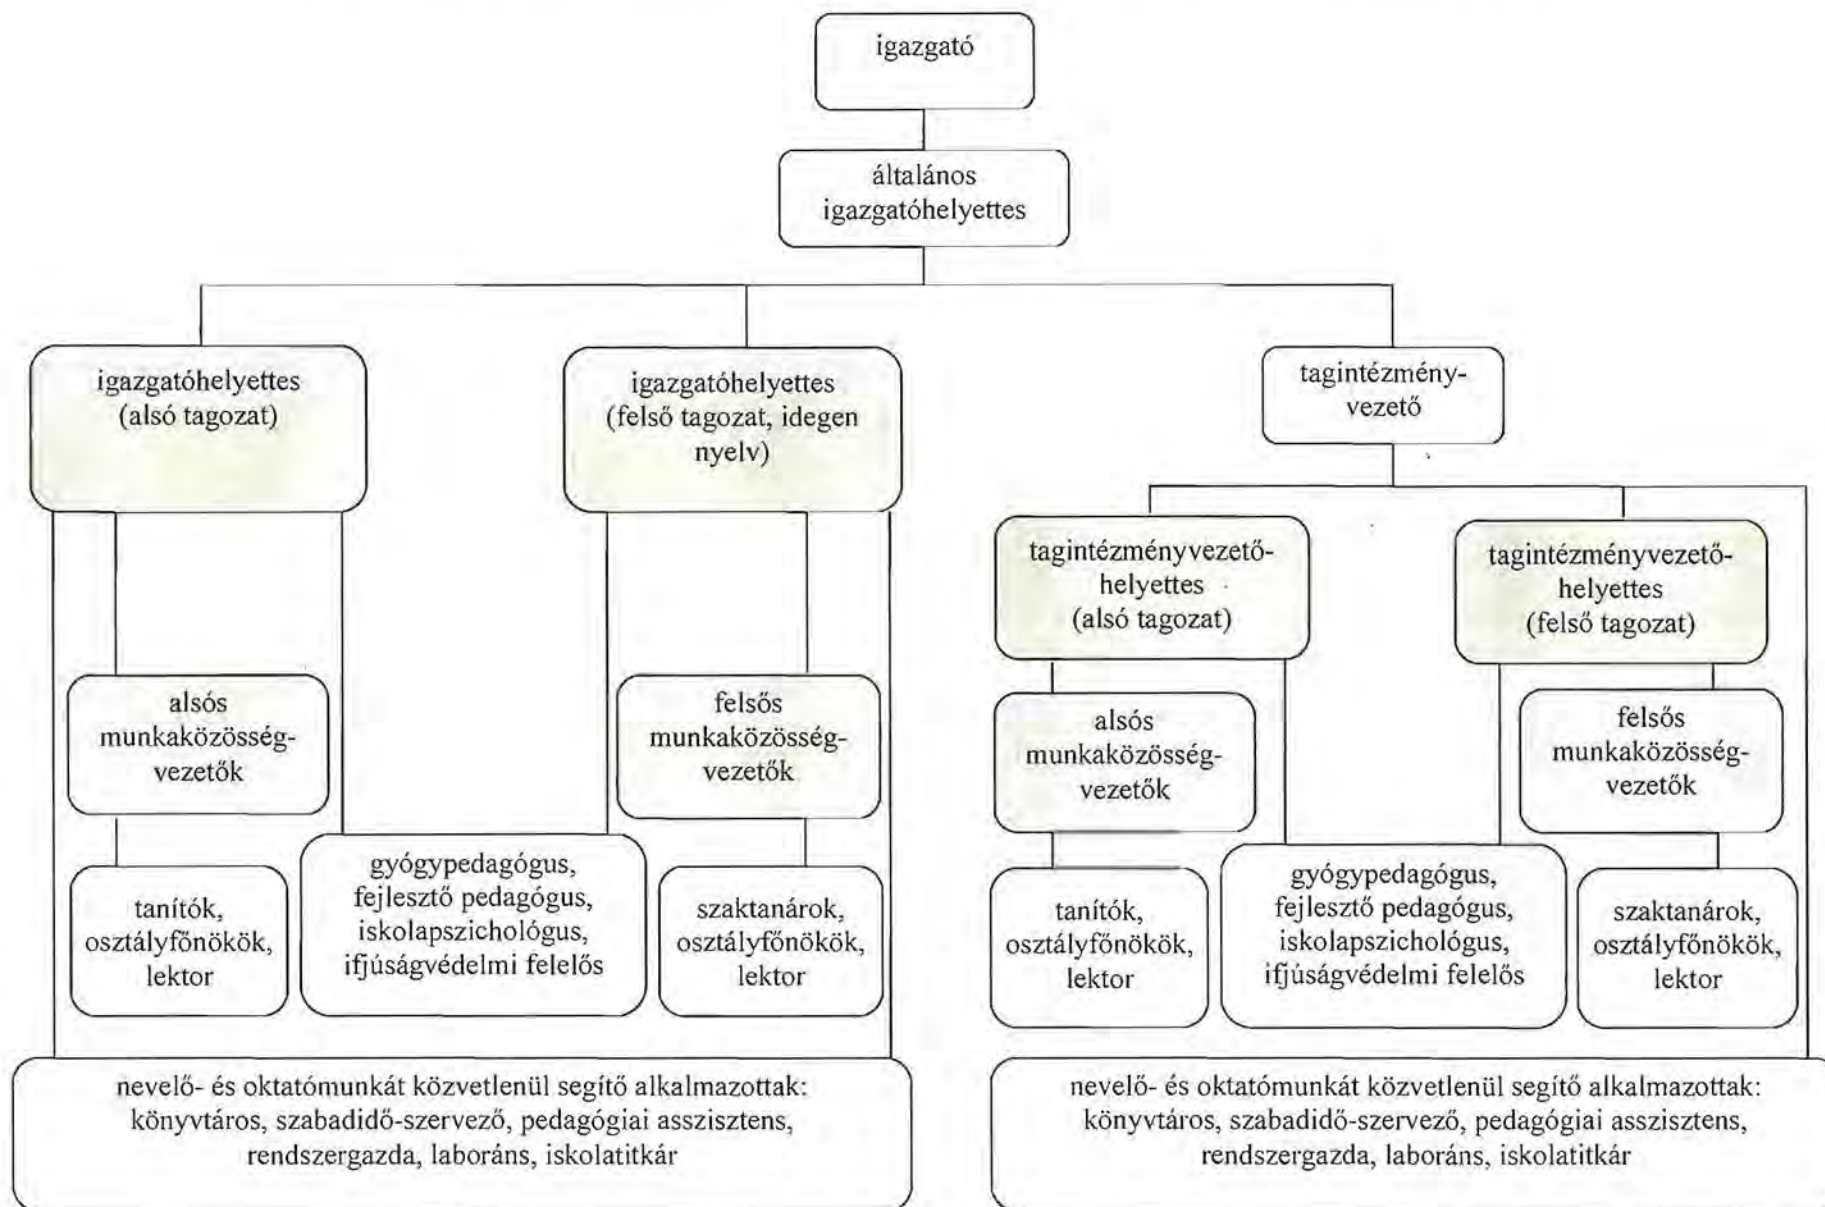 igazgató
általános
igazgatóhelyettes
igazgatóhelyettes
(alsó tagozat)
igazgatóhelyettes
(felső tagozat, idegen
nyelv)
tagintézmény-
vezető
tagintézményvezető-
helyettes
(alsó tagozat)
tagintézményvezető-
helyettes
(felső tagozat)
alsós
munkaközösség-
vezetők
felsős
munkaközösség-
vezetők
alsós
munkaközösség-
vezetők
felsős
munkaközösség-
vezetők
tanítók,
osztályfőnökök,
lektor
gyógypedagógus,
fejlesztő pedagógus,
iskolapszichológus,
ifjúságvédelmi felelős
szaktanárok,
osztályfőnökök,
lektor
tanítók,
osztályfőnökök,
lektor
gyógypedagógus,
fejlesztő pedagógus,
iskolapszichológus,
ifjúságvédelmi felelős
szaktanárok,
osztályfőnökök,
lektor
nevelő- és oktatómunkát közvetlenül segítő alkalmazottak:
könyvtáros, szabadidő-szervező, pedagógiai asszisztens,
rendszergazda, laboráns, iskolatitkár
nevelő- és oktatómunkát közvetlenül segítő alkalmazottak:
könyvtáros, szabadidő-szervező, pedagógiai asszisztens,
rendszergazda, laboráns, iskolatitkár